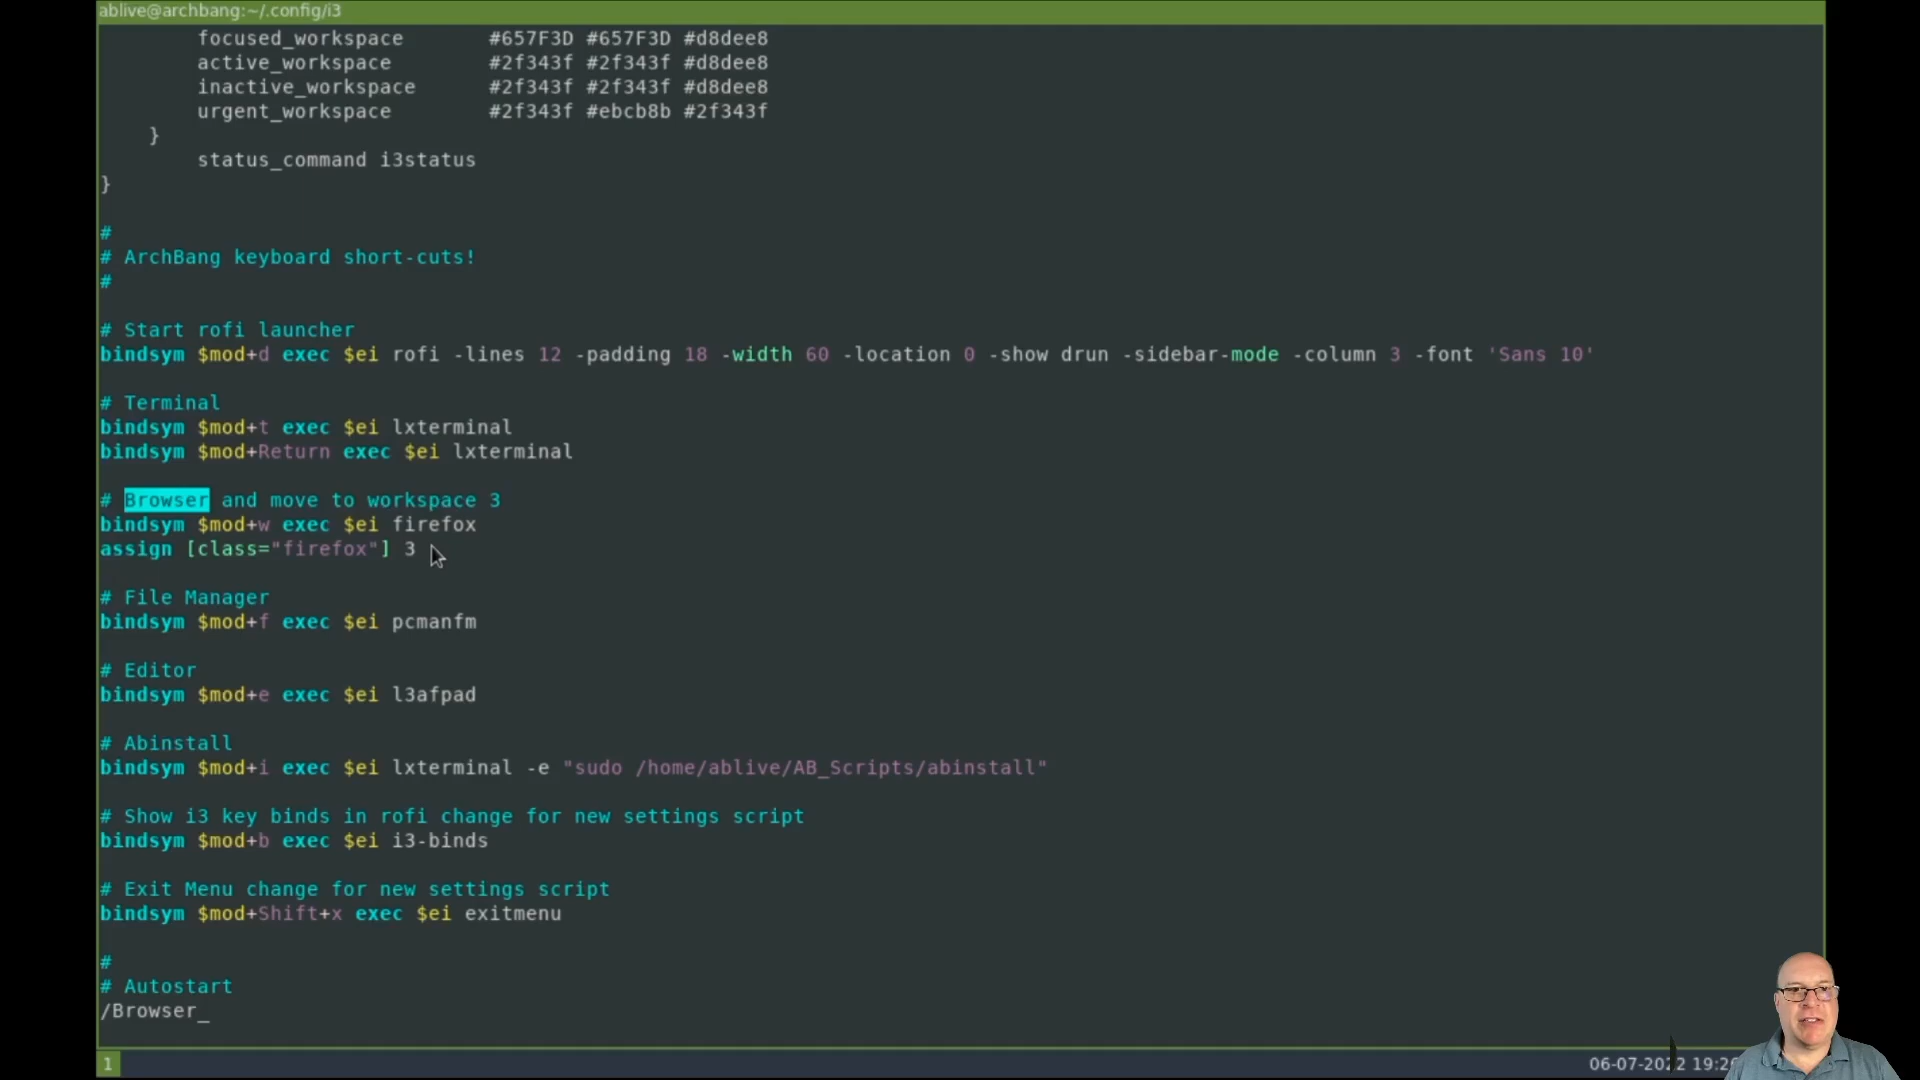 ablive@archbang:~/.config/i3
focused_workspace #657F3D #657F3D #d8dee8
active_workspace #2f343f #2f343f #d8dee8
inactive_workspace #2f343f #2f343f #d8dee8
urgent_workspace #2f343f #ebcb8b #2f343f
}
status_command i3status
}
#
# ArchBang keyboard short-cuts!
#
# Start rofi launcher
bindsym $mod+d exec $ei rofi -lines 12 -padding 18 -width 60 -location 0 -show drun -sidebar-mode -column 3 -font 'Sans 10'
# Terminal
bindsym $mod+t exec $ei lxterminal
bindsym $mod+Return exec $ei lxterminal
# Browser and move to workspace 3
bindsym $mod+w exec $ei firefox
assign [class="firefox"] 3
# File Manager
bindsym $mod+f exec $ei pcmanfm
# Editor
bindsym $mod+e exec $ei l3afpad
# Abinstall
bindsym $mod+i exec $ei lxterminal -e "sudo /home/ablive/AB_Scripts/abinstall"
# Show i3 key binds in rofi change for new settings script
bindsym $mod+b exec $ei i3-binds
# Exit Menu change for new settings script
bindsym $mod+Shift+x exec $ei exitmenu
#
# Autostart
/Browser_
1
06-07-2022